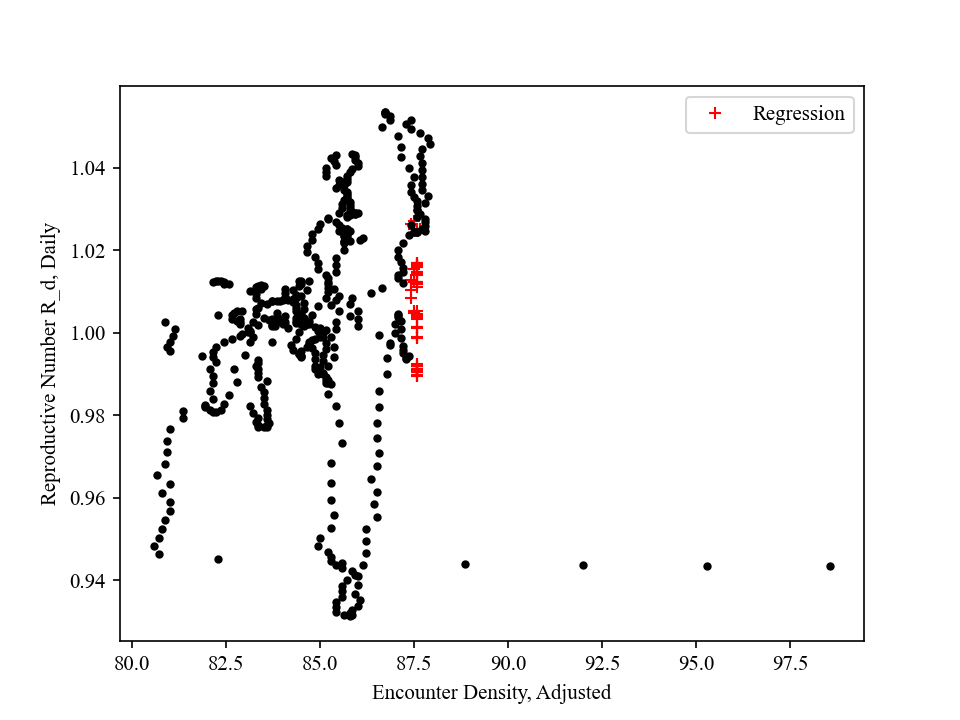 Regression
1.04
1.02
1.00
0.98
0.96
0.94
Reproductive Number R_d, Daily
80.0 82.5 85.0 87.5 90.0 92.5 95.0 97.5
Encounter Density, Adjusted